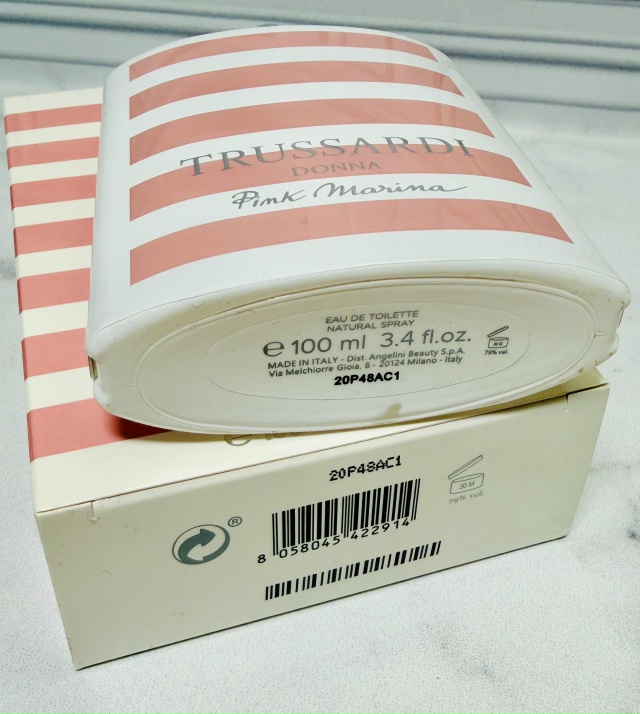 TRUSSARDI
DONNA
Pink Marina
EAU DE TOILETTE
NATURAL SPRAY
℮ 100 ml 3.4 fl.oz.
30 M
79% vol.
MADE IN ITALY - Dist. Angelini Beauty S.p.A.
Via Melchiorre Gioia, 8 - 20124 Milano - Italy
20P48AC1
20P48AC1
30 M
79% vol.
®
8 058045 422914